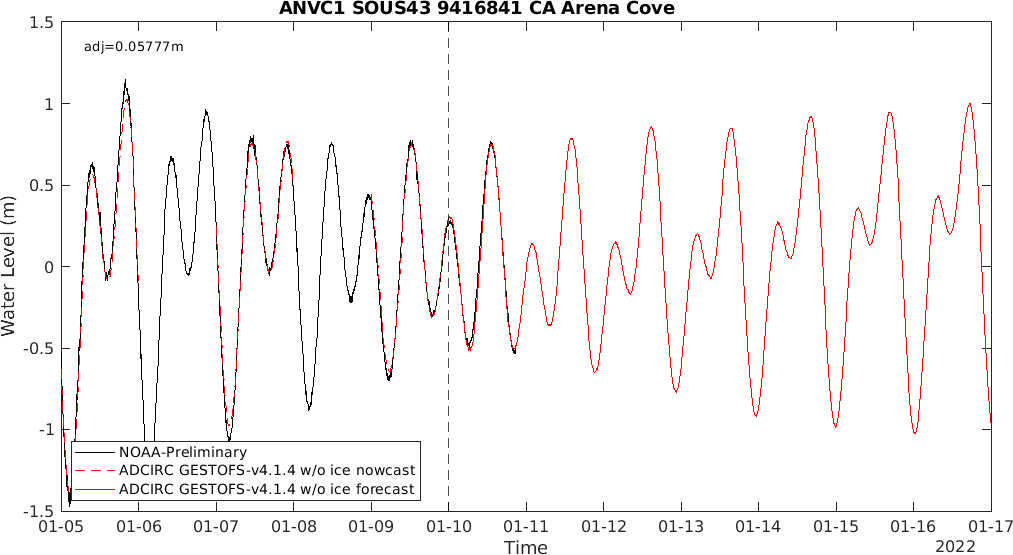 ANVC1 SOUS43 9416841 CA Arena Cove
adj=0.05777m
1.5
1
0.5
0
-0.5
-1
-1.5
Water Level (m)
NOAA-Preliminary
ADCIRC GESTOFS-v4.1.4 w/o ice nowcast
ADCIRC GESTOFS-v4.1.4 w/o ice forecast
01-05 01-06 01-07 01-08 01-09 01-10 01-11 01-12 01-13 01-14 01-15 01-16 01-17
Time
2022